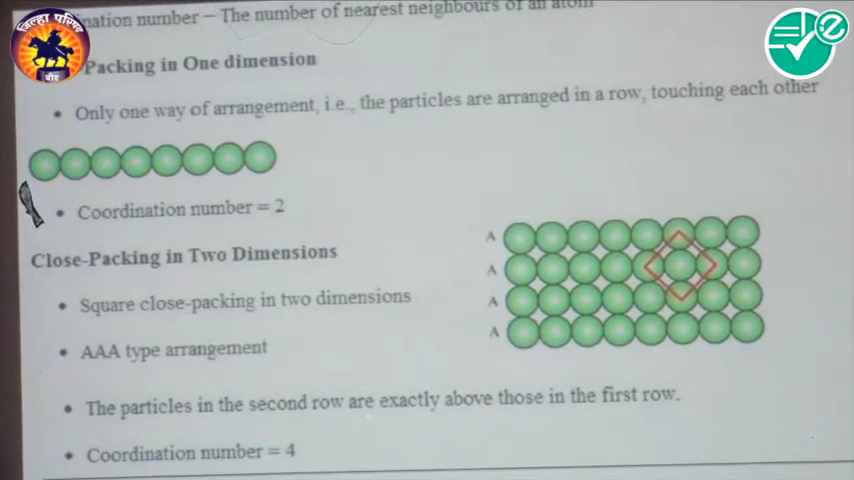 जिल्हा परिषद
बीड
ination number – The number of nearest neighbours of an atom
Packing in One dimension
• Only one way of arrangement, i.e., the particles are arranged in a row, touching each other
• Coordination number = 2
Close-Packing in Two Dimensions
• Square close-packing in two dimensions
• AAA type arrangement
A
A
A
A
• The particles in the second row are exactly above those in the first row.
• Coordination number = 4